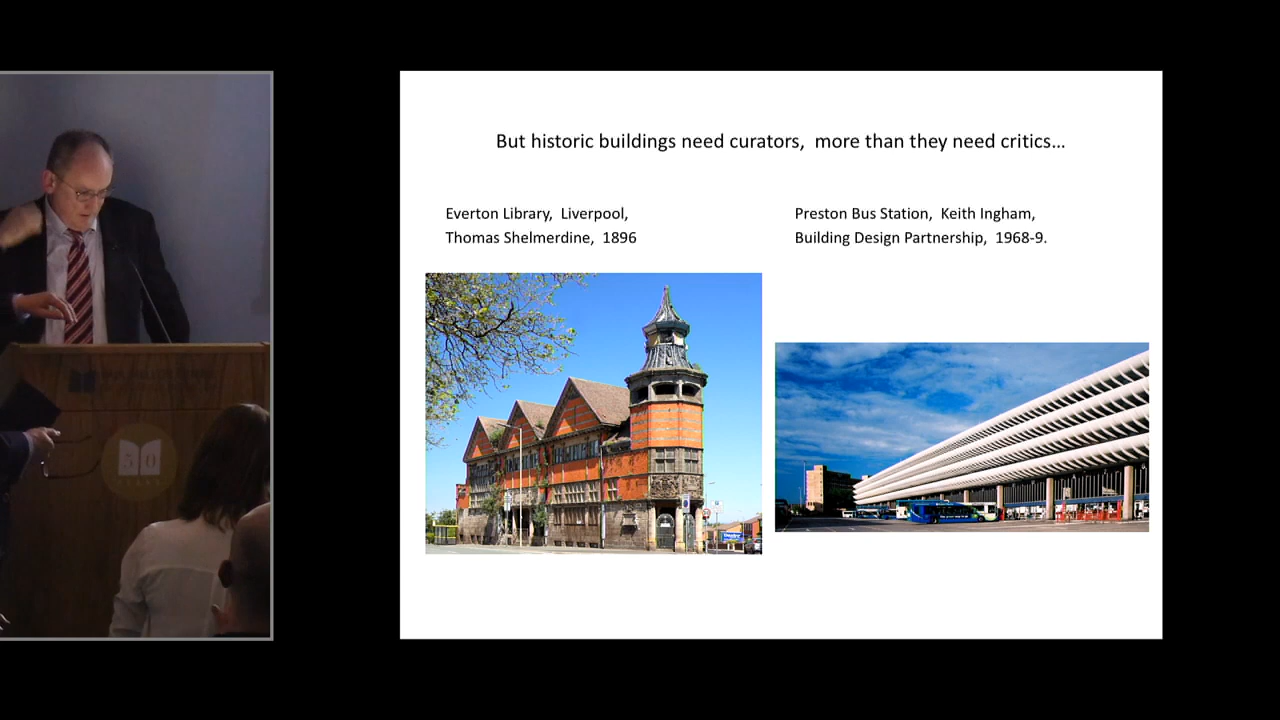 But historic buildings need curators,  more than they need critics...
Everton Library,  Liverpool,
Thomas Shelmerdine,  1896
Preston Bus Station,  Keith Ingham,
Building Design Partnership,  1968-9.
50